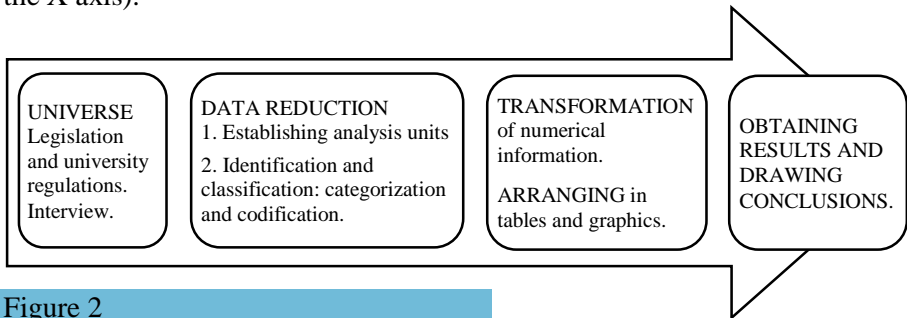 the X axis).
UNIVERSE
Legislation
and university
regulations.
Interview.
DATA REDUCTION
1. Establishing analysis units
2. Identification and
classification: categorization
and codification.
TRANSFORMATION
of numerical
information.
ARRANGING in
tables and graphics.
OBTAINING
RESULTS AND
DRAWING
CONCLUSIONS.
Figure 2